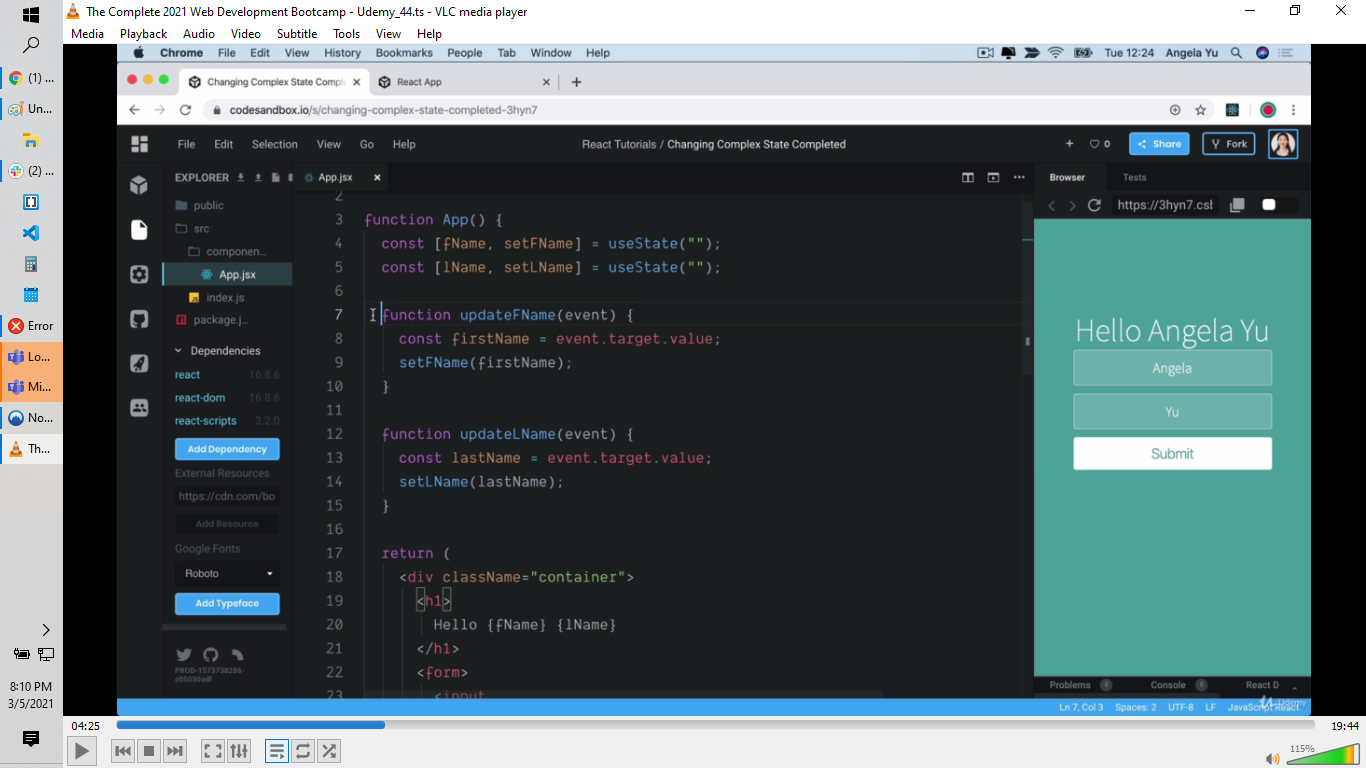 The Complete 2021 Web Development Bootcamp - Udemy_44.ts - VLC media player
Media Playback Audio Video Subtitle Tools View Help
Chrome File Edit View History Bookmarks People Tab Window Help Tue 12:24 Angela Yu
Changing Complex State Compl React App
codesandbox.io/s/changing-complex-state-completed-3hyn7
File Edit Selection View Go Help React Tutorials / Changing Complex State Completed 0 Share Fork
EXPLORER App.jsx
Browser Tests
https://3hyn7.csl
public
src
componen...
App.jsx
index.js
package.j...
Dependencies
react 16.8.6
react-dom 16.8.6
react-scripts 3.2.0
Add Dependency
External Resources
https://cdn.com/bo
Add Resource
Google Fonts
Roboto
Add Typeface
PROD-1573738286-
c05030adf
2
3 function App() {
4 const [fName, setFName] = useState("");
5 const [lName, setLName] = useState("");
6
7 function updateFName(event) {
8 const firstName = event.target.value;
9 setFName(firstName);
10 }
11
12 function updateLName(event) {
13 const lastName = event.target.value;
14 setLName(lastName);
15 }
16
17 return (
18 <div className="container">
19 <h1>
20 Hello {fName} {lName}
21 </h1>
22 <form>
23 <input
Hello Angela Yu
Angela
Yu
Submit
Problems 0 Console 0 React D
Ln 7, Col 3 Spaces: 2 UTF-8 LF JavaScript React
Udemy
(1) ...
Un...
(2) ...
Error
Lo...
Mi...
No...
Th...
8:10 PM
3/5/2021
04:25 19:44
115%